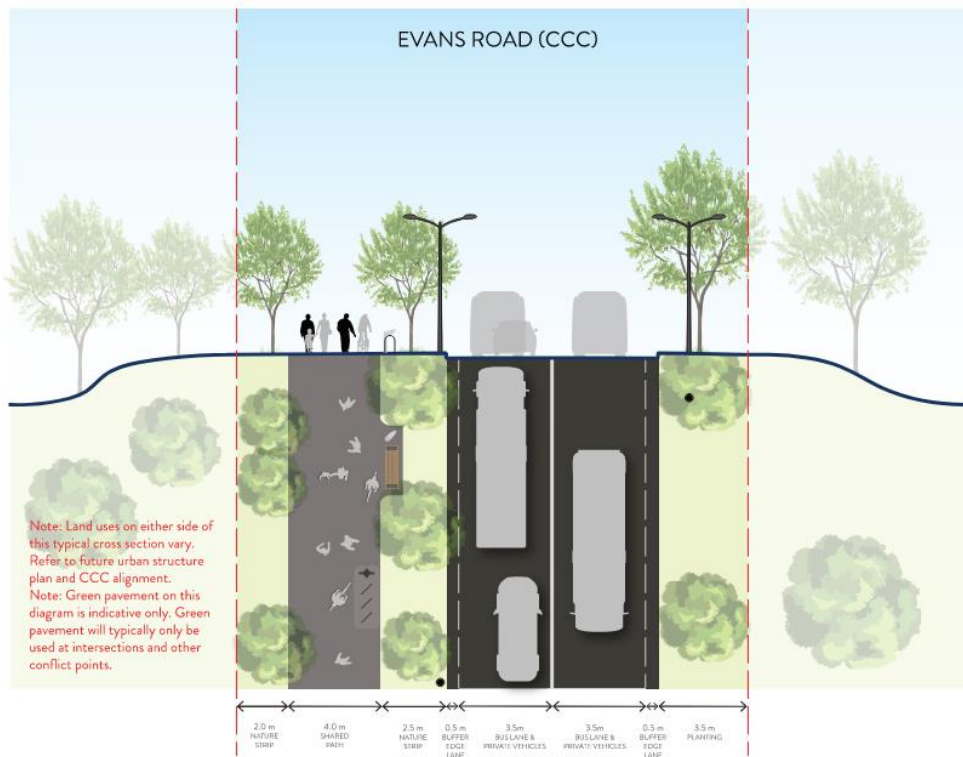 EVANS ROAD (CCC)
Note: Land uses on either side of
this typical cross section vary.
Refer to future urban structure
plan and CCC alignment.
Note: Green pavement on this
diagram is indicative only. Green
pavement will typically only be
used at intersections and other
conflict points.
2.0 m
NATURE
STRIP
4.0 m
SHARED
PATH
2.5 m
NATURE
STRIP
0.5 m
BUFFER
EDGE
LANE
3.5m
BUS LANE &
PRIVATE VEHICLES
3.5m
BUS LANE &
PRIVATE VEHICLES
0.5 m
BUFFER
EDGE
LANE
3.5 m
PLANTING